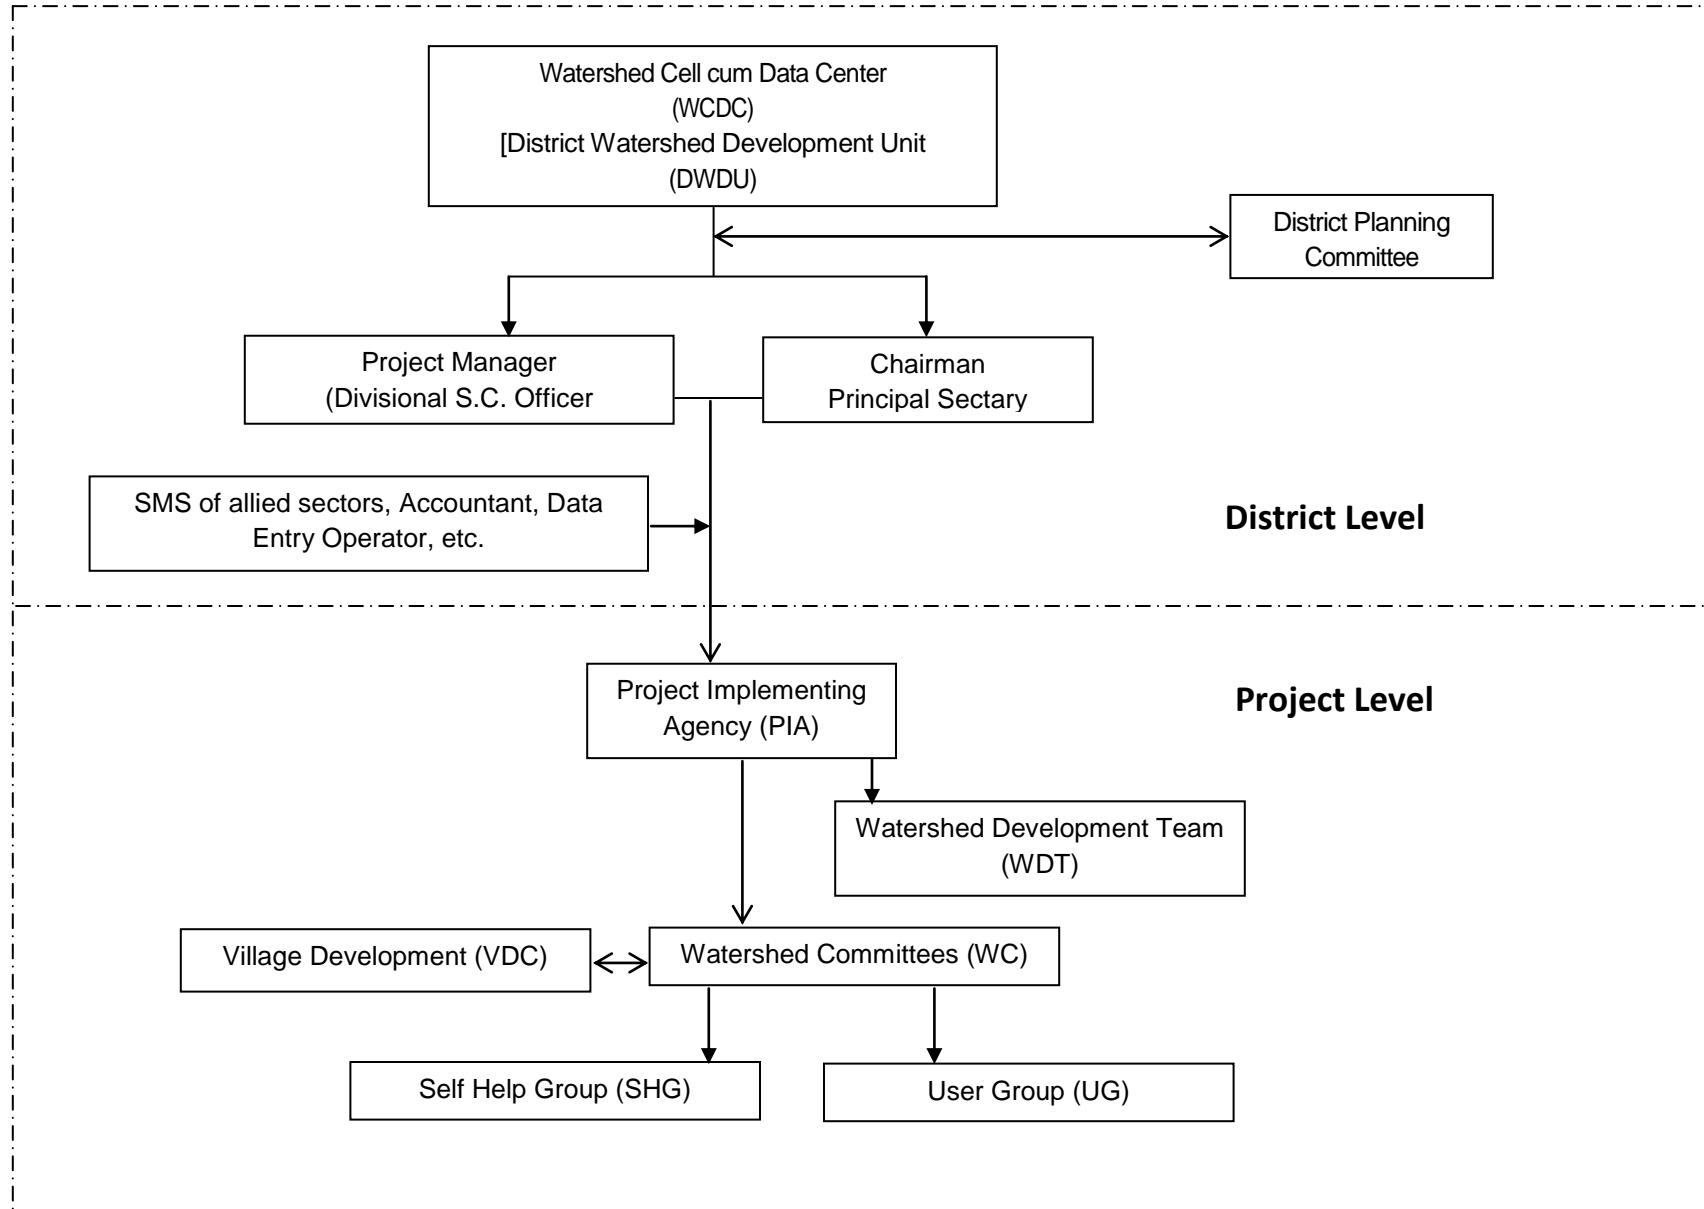 Watershed Cell cum Data Center
(WCDC)
[District Watershed Development Unit
(DWDU)
District Planning
Committee
Project Manager
(Divisional S.C. Officer
Chairman
Principal Sectary
SMS of allied sectors, Accountant, Data
Entry Operator, etc.
District Level
Project Implementing
Agency (PIA)
Project Level
Watershed Development Team
(WDT)
Village Development (VDC)
Watershed Committees (WC)
Self Help Group (SHG)
User Group (UG)